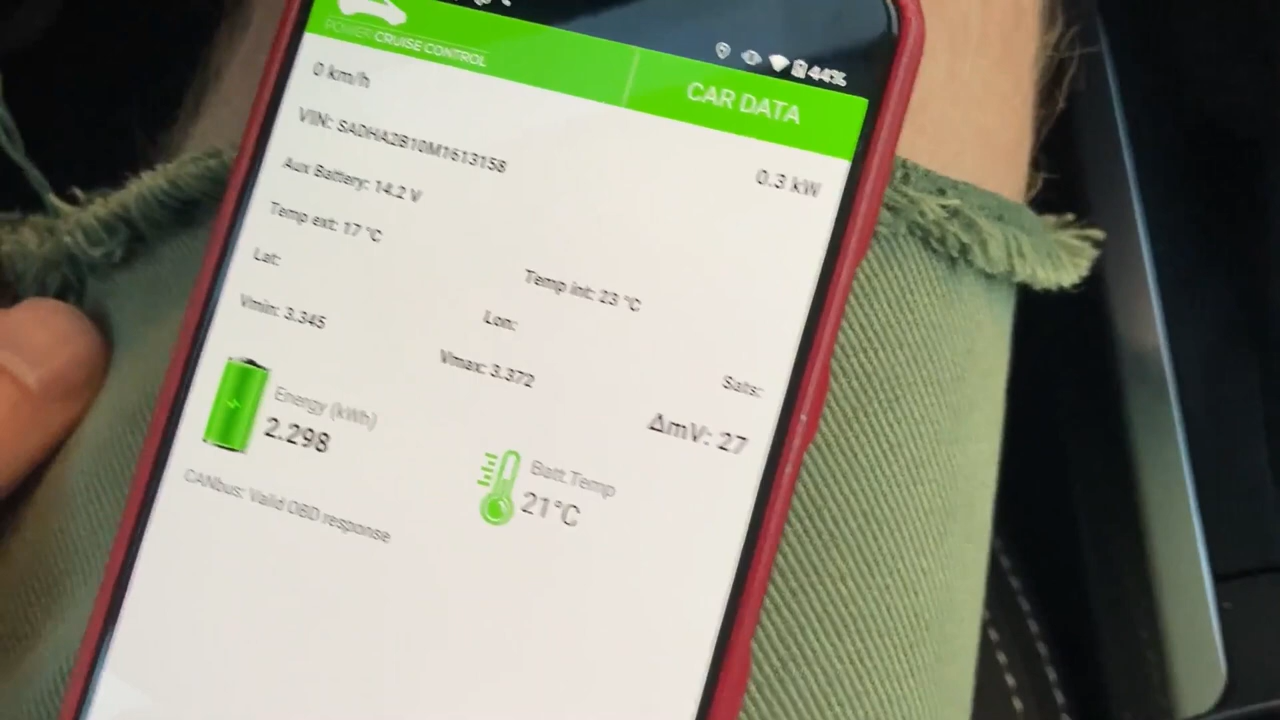 44%
POWER CRUISE CONTROL
CAR DATA
0 km/h
0.3 kW
VIN: SADHA2B10M1613158
Aux Battery: 14.2 V
Temp ext: 17 °C
Temp int: 23 °C
Lat:
Lon:
Sats:
Vmin: 3.345
Vmax: 3.372
ΔmV: 27
Energy (kWh)
2.298
Batt.Temp
21°C
CANbus: Valid OBD response